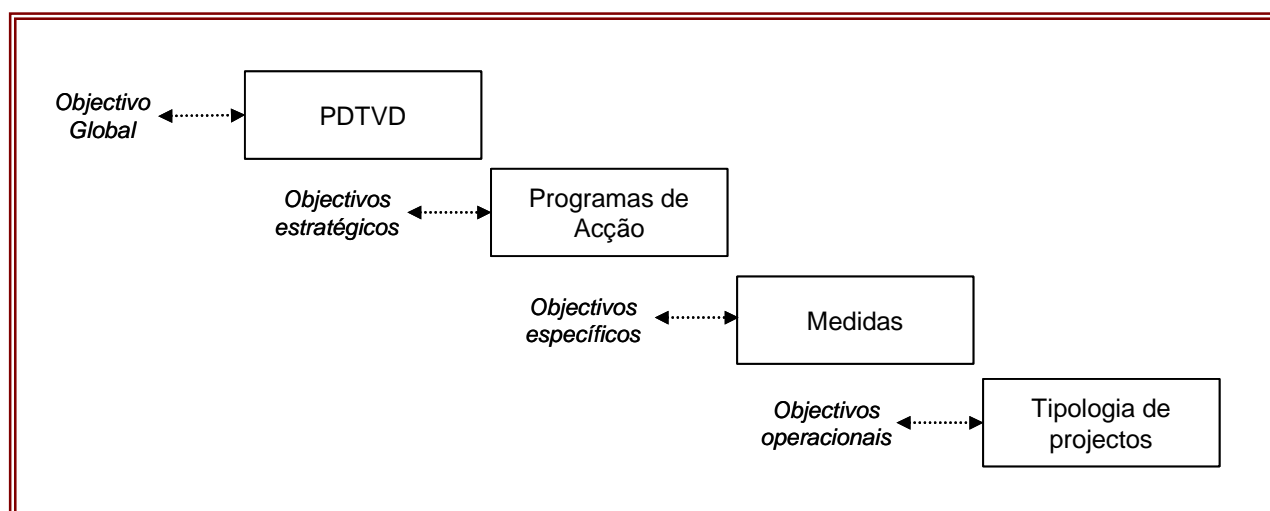 Objectivo
Global
PDTVD
Objectivos
estratégicos
Programas de
Acção
Objectivos
específicos
Medidas
Objectivos
operacionais
Tipologia de
projectos